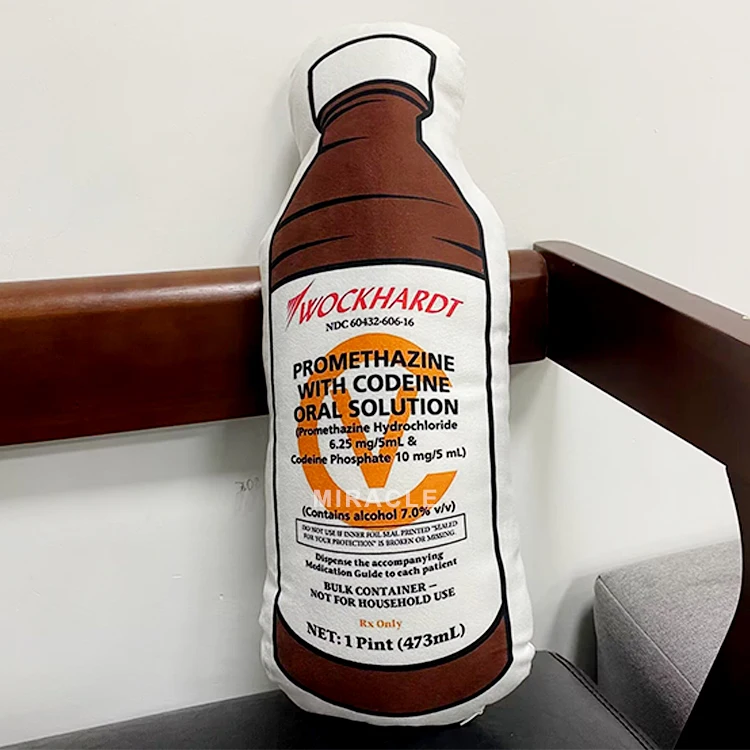 WOCKHARDT
NDC 60432-606-16
PROMETHAZINE
WITH CODEINE
ORAL SOLUTION
(Promethazine Hydrochloride
6.25 mg/5mL &
Codeine Phosphate 10 mg/5 mL)
MIRACLE
(Contains alcohol 7.0% v/v)
DO NOT USE IF INNER FOIL SEAL PRINTED "SEALED
FOR YOUR PROTECTION" IS BROKEN OR MISSING.
Dispense the accompanying
Medication Guide to each patient
BULK CONTAINER —
NOT FOR HOUSEHOLD USE
Rx Only
NET: 1 Pint (473mL)